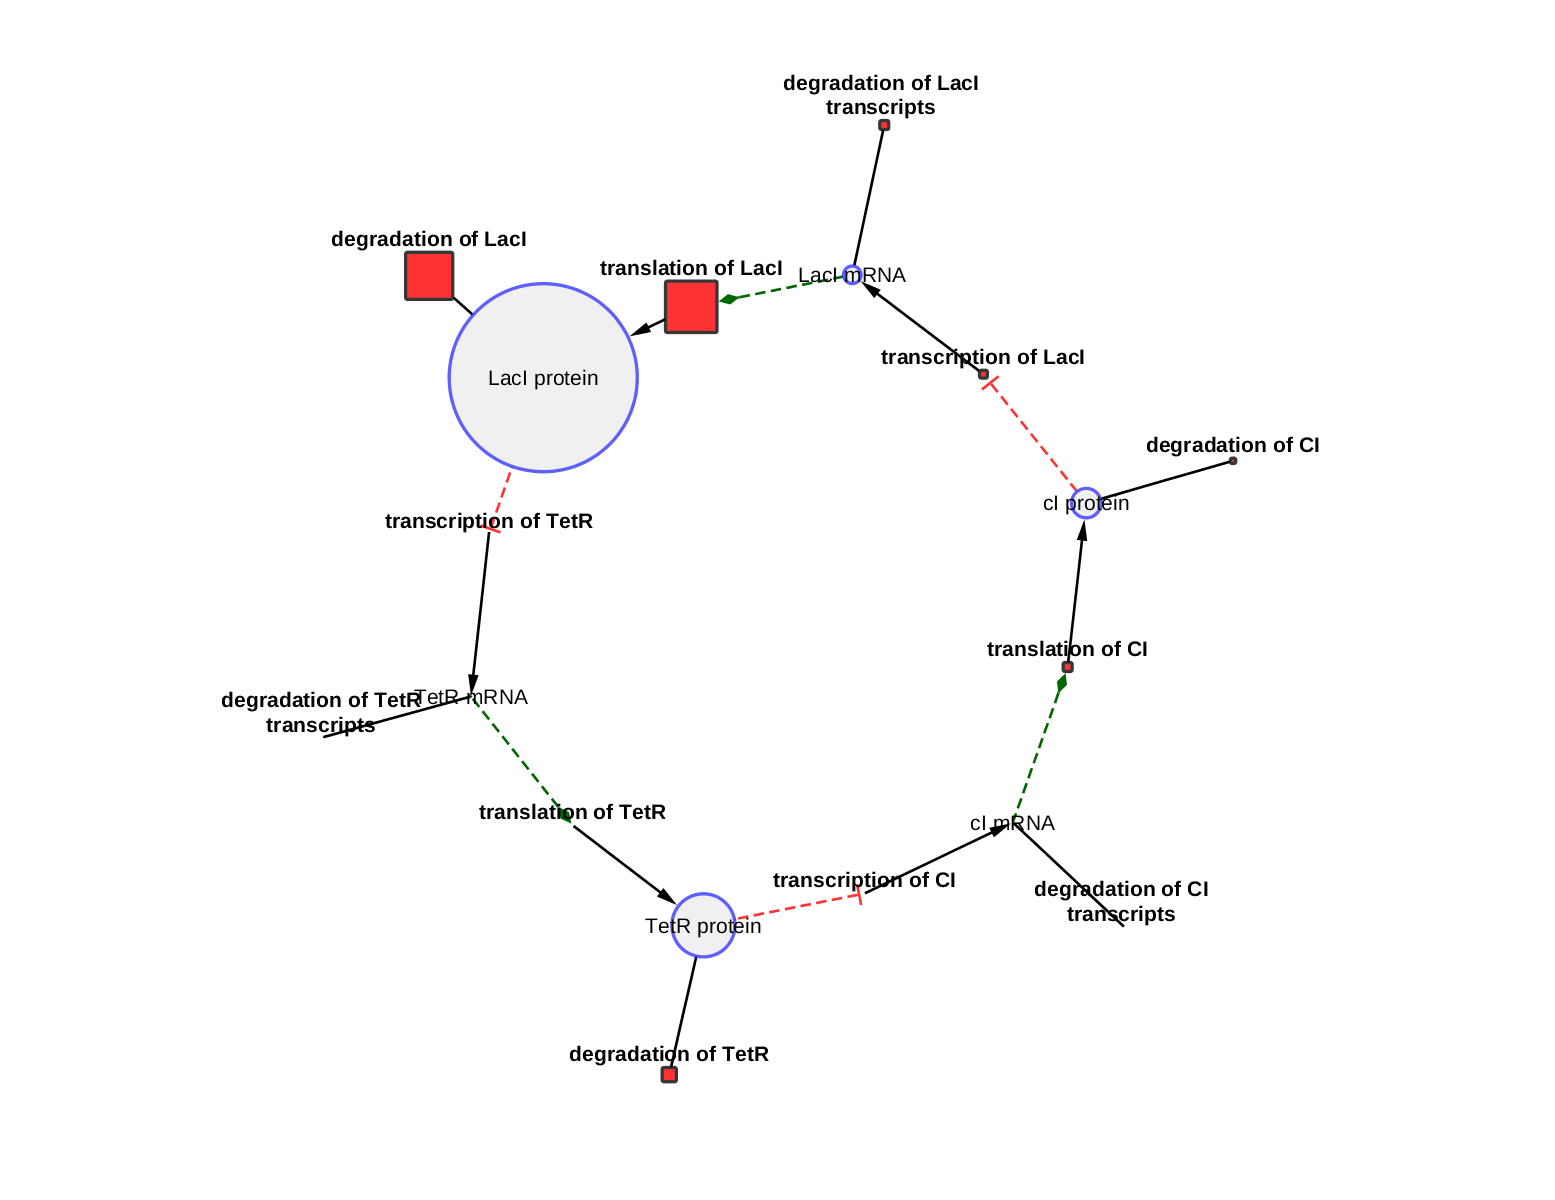 degradation of LacI
transcripts
degradation of LacI
translation of LacI
LacI mRNA
transcription of LacI
LacI protein
degradation of CI
cI protein
transcription of TetR
translation of CI
TetR mRNA
degradation of TetR
transcripts
translation of TetR
cI mRNA
transcription of CI
degradation of CI
transcripts
TetR protein
degradation of TetR